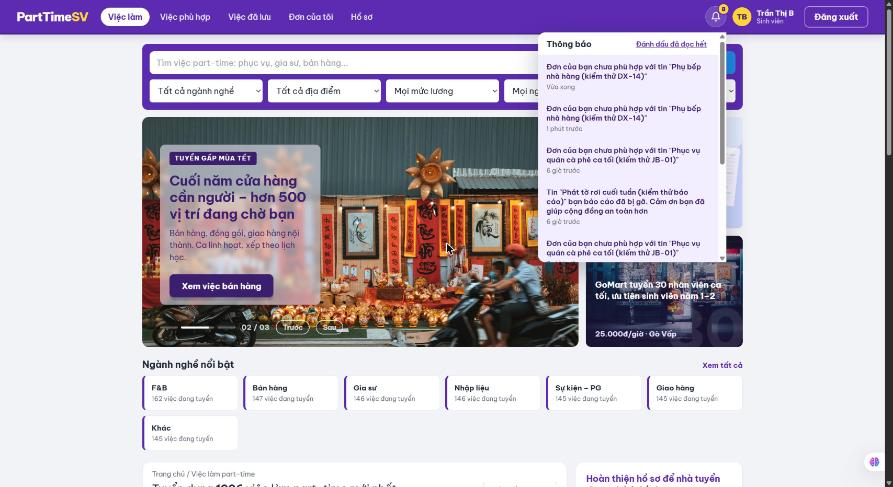 PartTimeSV
Việc làm
Việc phù hợp
Việc đã lưu
Đơn của tôi
Hồ sơ
8
TB
Trần Thị B
Sinh viên
Đăng xuất
Tìm việc part-time: phục vụ, gia sư, bán hàng...
Tất cả ngành nghề
Tất cả địa điểm
Mọi mức lương
Mọi ng
Thông báo
Đánh dấu đã đọc hết
Đơn của bạn chưa phù hợp với tin "Phụ bếp
nhà hàng (kiểm thử DX-14)"
Vừa xong
Đơn của bạn chưa phù hợp với tin "Phụ bếp
nhà hàng (kiểm thử DX-14)"
1 phút trước
Đơn của bạn chưa phù hợp với tin "Phục vụ
quán cà phê ca tối (kiểm thử JB-01)"
6 giờ trước
Tin "Phát tờ rơi cuối tuần (kiểm thử báo
cáo)" bạn báo cáo đã bị gỡ. Cảm ơn bạn đã
giúp cộng đồng an toàn hơn
6 giờ trước
Đơn của bạn chưa phù hợp với tin "Phục vụ
quán cà phê ca tối (kiểm thử JB-01)"
TUYỂN GẤP MÙA TẾT
Cuối năm cửa hàng
cần người – hơn 500
vị trí đang chờ bạn
Bán hàng, đóng gói, giao hàng nội
thành. Ca linh hoạt, xếp theo lịch
học.
Xem việc bán hàng
02 / 03
Trước
Sau
GoMart tuyển 30 nhân viên ca
tối, ưu tiên sinh viên năm 1–2
25.000đ/giờ · Gò Vấp
30
Ngành nghề nổi bật
Xem tất cả
F&B
162 việc đang tuyển
Bán hàng
147 việc đang tuyển
Gia sư
146 việc đang tuyển
Nhập liệu
146 việc đang tuyển
Sự kiện – PG
145 việc đang tuyển
Giao hàng
145 việc đang tuyển
Khác
145 việc đang tuyển
Trang chủ / Việc làm part-time
Hoàn thiện hồ sơ để nhà tuyển